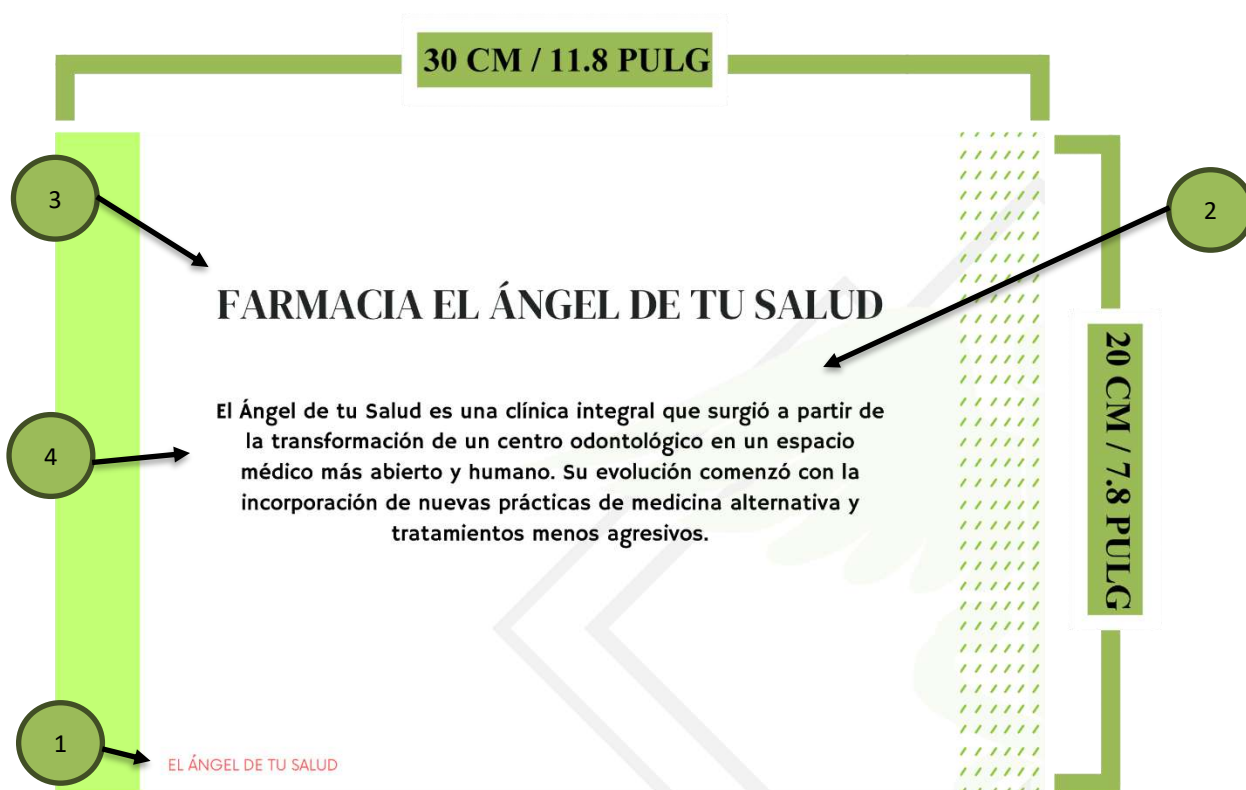 30 CM / 11.8 PULG
3
2
FARMACIA EL ÁNGEL DE TU SALUD
20 CM / 7.8 PULG
El Ángel de tu Salud es una clínica integral que surgió a partir de
la transformación de un centro odontológico en un espacio
médico más abierto y humano. Su evolución comenzó con la
incorporación de nuevas prácticas de medicina alternativa y
tratamientos menos agresivos.
4
1
EL ÁNGEL DE TU SALUD